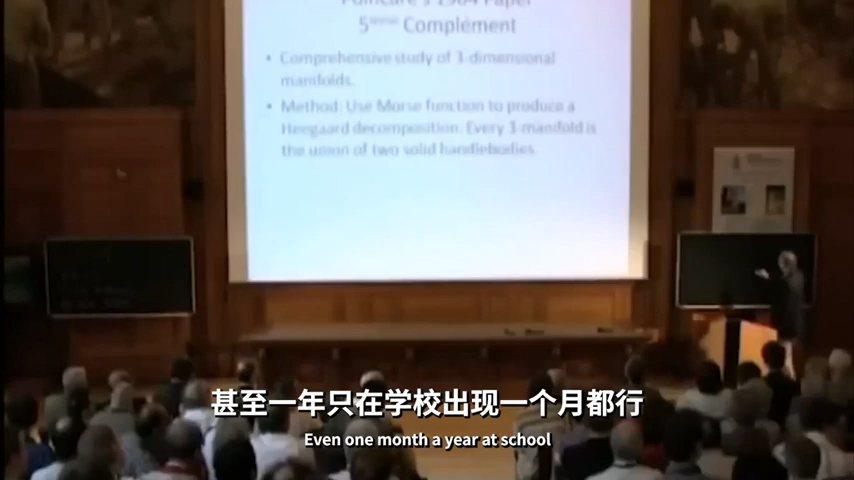 Poincaré's 1904 Paper
5ième Complément
• Comprehensive study of 3-dimensional
manifolds.
• Method: Use Morse function to produce a
Heegaard decomposition. Every 3-manifold is
the union of two solid handlebodies.
甚至一年只在学校出现一个月都行
Even one month a year at school